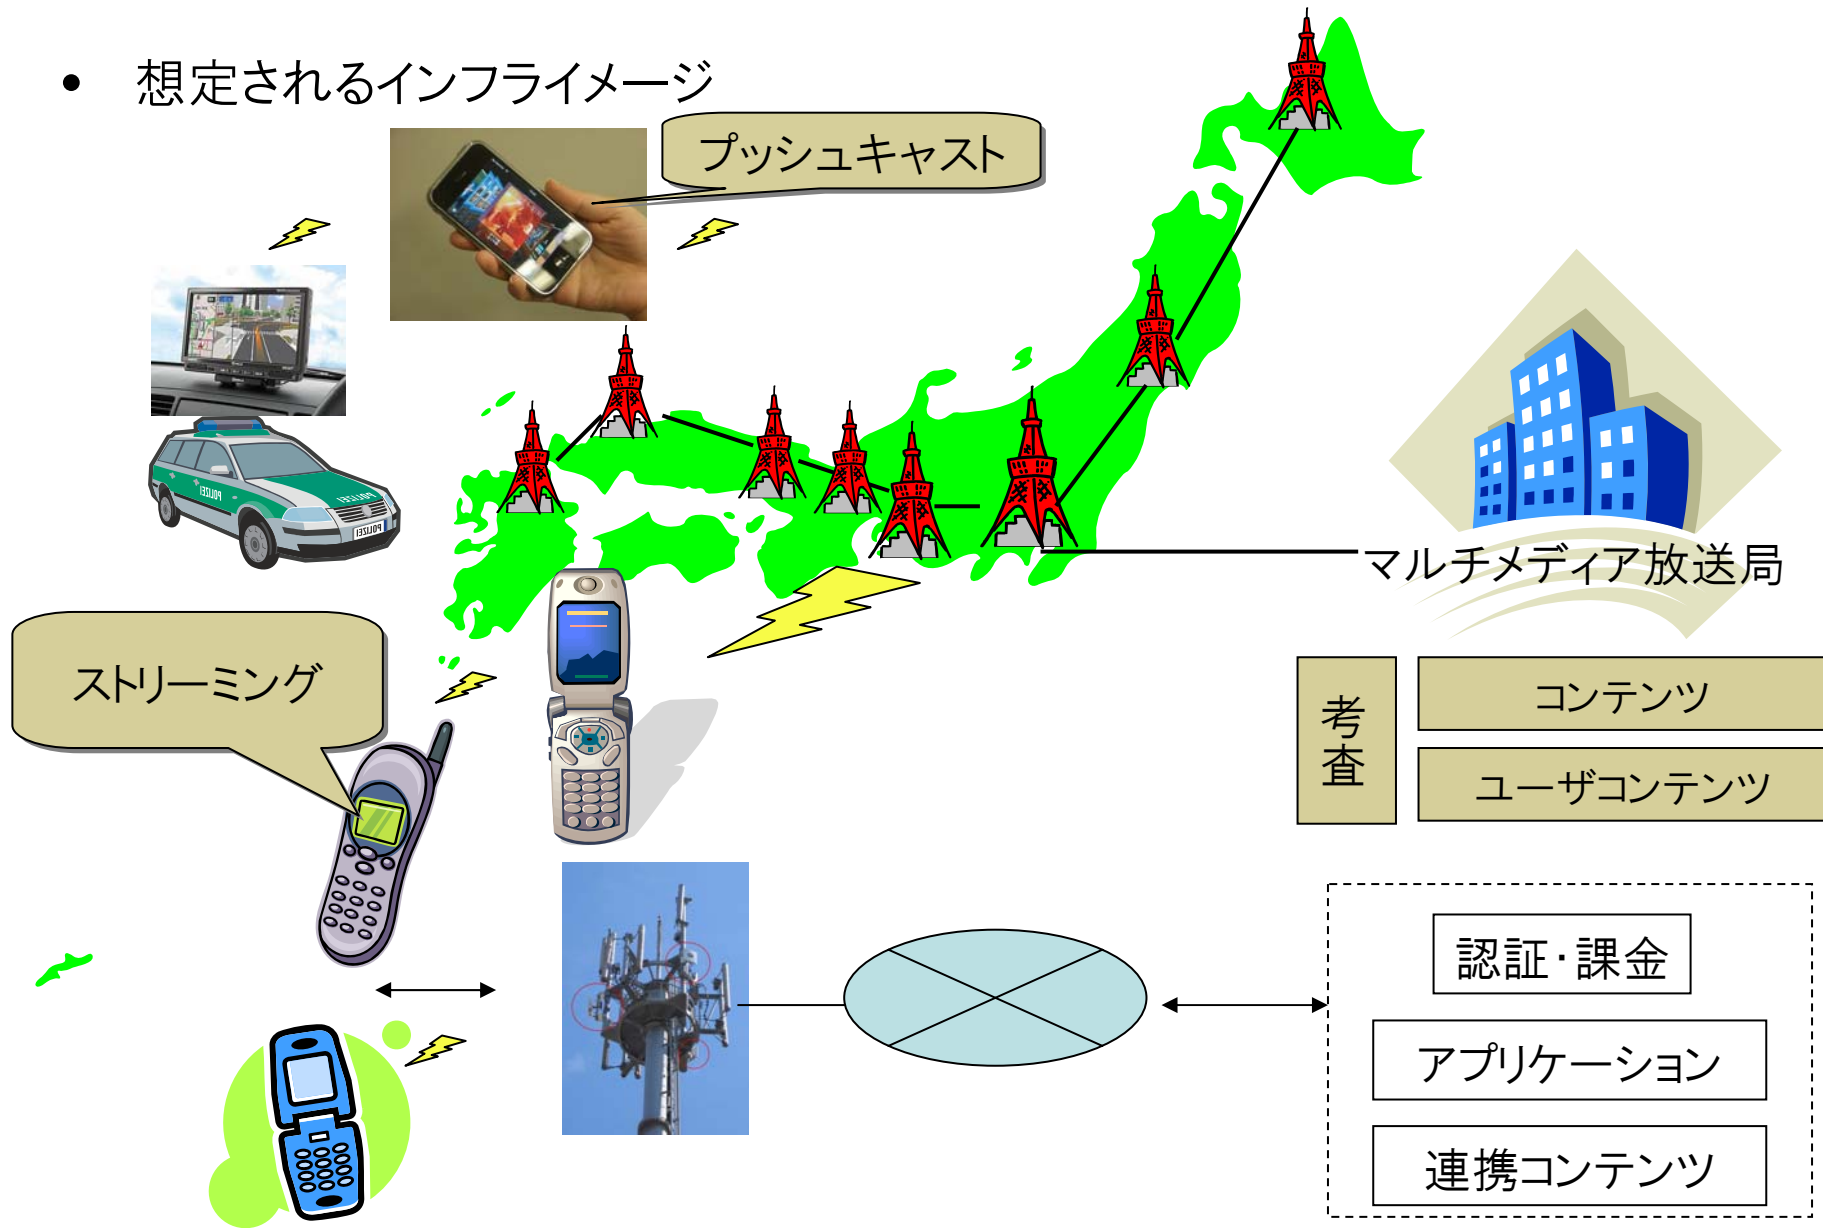 • 想定されるインフライメージ
プッシュキャスト
POLIZEI
POLIZEI
POLIZEI
マルチメディア放送局
ストリーミング
考査
コンテンツ
ユーザコンテンツ
認証・課金
アプリケーション
連携コンテンツ